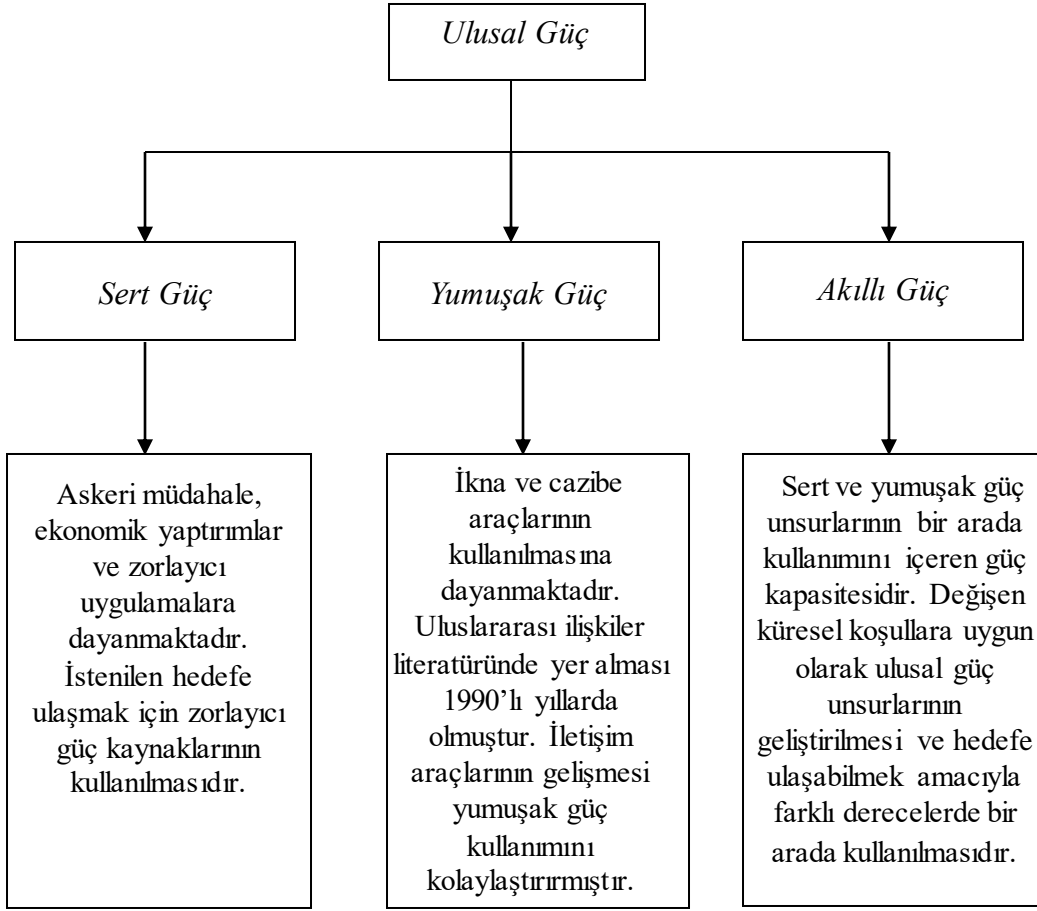 Ulusal Güç
Sert Güç
Yumuşak Güç
Akıllı Güç
Askeri müdahale,
ekonomik yaptırımlar
ve zorlayıcı
uygulamalara
dayanmaktadır.
İstenilen hedefe
ulaşmak için zorlayıcı
güç kaynaklarının
kullanılmasıdır.
İkna ve cazibe
araçlarının
kullanılmasına
dayanmaktadır.
Uluslararası ilişkiler
literatüründe yer alması
1990’lı yıllarda
olmuştur. İletişim
araçlarının gelişmesi
yumuşak güç
kullanımını
kolaylaştırırmıştır.
Sert ve yumuşak güç
unsurlarının bir arada
kullanımını içeren güç
kapasitesidir. Değişen
küresel koşullara uygun
olarak ulusal güç
unsurlarının
geliştirilmesi ve hedefe
ulaşabilmek amacıyla
farklı derecelerde bir
arada kullanılmasıdır.